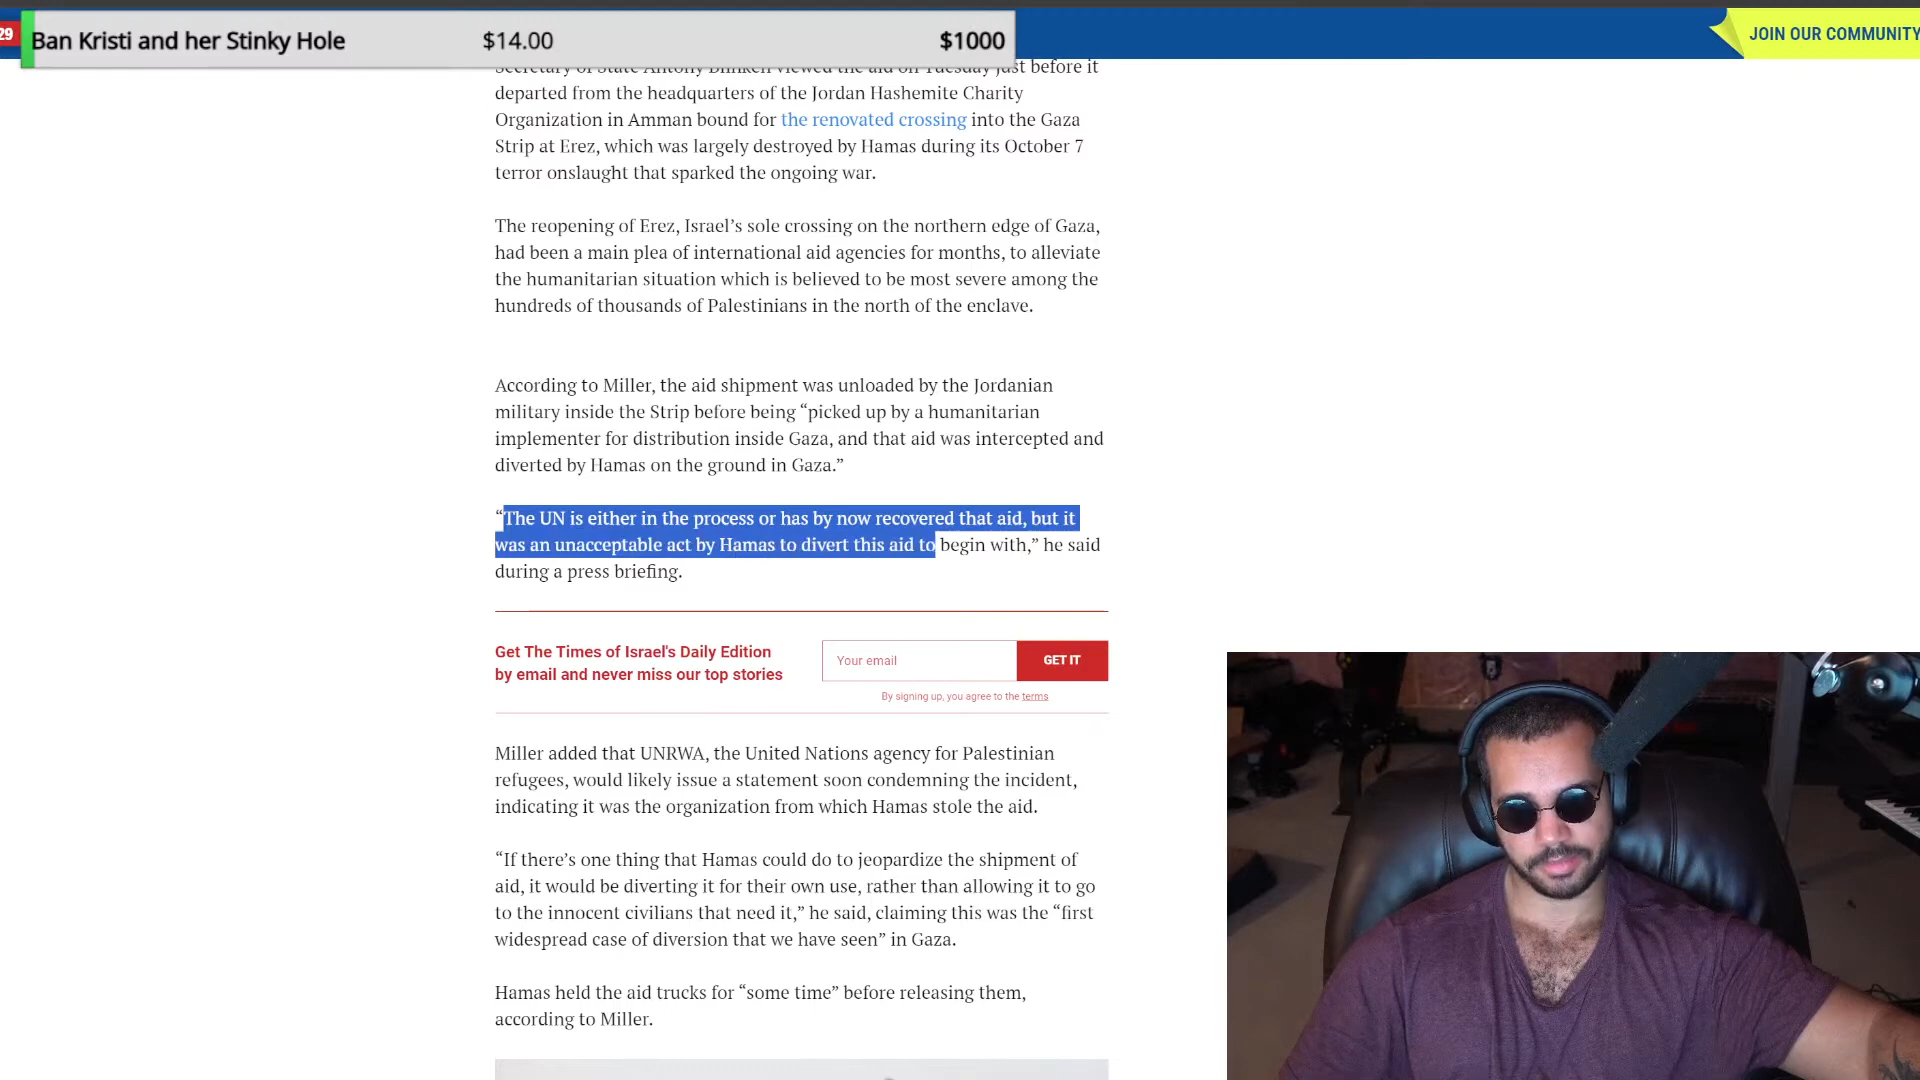 29
Ban Kristi and her Stinky Hole $14.00 $1000
JOIN OUR COMMUNITY
Secretary of State Antony Blinken viewed the aid on Tuesday just before it
departed from the headquarters of the Jordan Hashemite Charity
Organization in Amman bound for the renovated crossing into the Gaza
Strip at Erez, which was largely destroyed by Hamas during its October 7
terror onslaught that sparked the ongoing war.
The reopening of Erez, Israel’s sole crossing on the northern edge of Gaza,
had been a main plea of international aid agencies for months, to alleviate
the humanitarian situation which is believed to be most severe among the
hundreds of thousands of Palestinians in the north of the enclave.
According to Miller, the aid shipment was unloaded by the Jordanian
military inside the Strip before being “picked up by a humanitarian
implementer for distribution inside Gaza, and that aid was intercepted and
diverted by Hamas on the ground in Gaza.”
“The UN is either in the process or has by now recovered that aid, but it
was an unacceptable act by Hamas to divert this aid to begin with,” he said
during a press briefing.
Get The Times of Israel's Daily Edition
by email and never miss our top stories
Your email
GET IT
By signing up, you agree to the terms
Miller added that UNRWA, the United Nations agency for Palestinian
refugees, would likely issue a statement soon condemning the incident,
indicating it was the organization from which Hamas stole the aid.
“If there’s one thing that Hamas could do to jeopardize the shipment of
aid, it would be diverting it for their own use, rather than allowing it to go
to the innocent civilians that need it,” he said, claiming this was the “first
widespread case of diversion that we have seen” in Gaza.
Hamas held the aid trucks for “some time” before releasing them,
according to Miller.